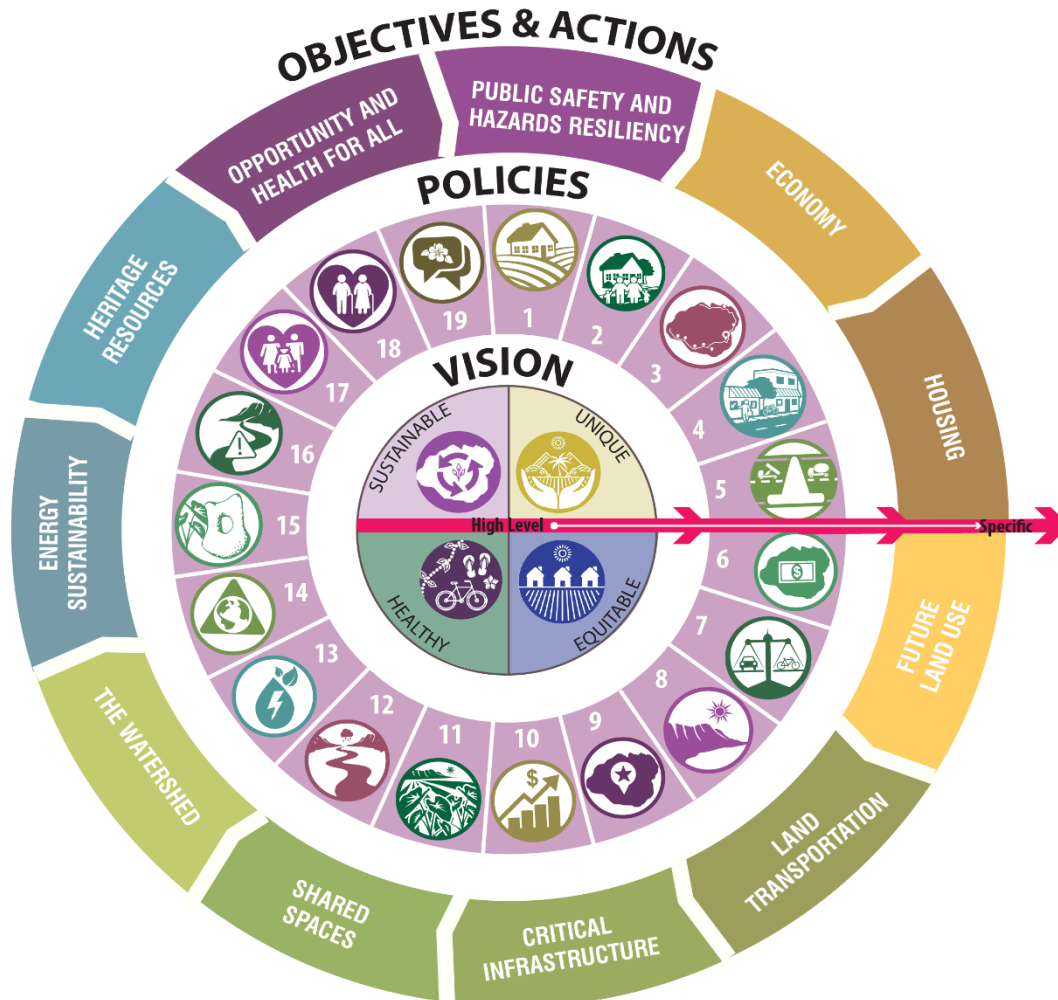 OBJECTIVES & ACTIONS
PUBLIC SAFETY AND
HAZARDS RESILIENCY
ECONOMY
HOUSING
FUTURE
LAND USE
LAND
TRANSPORTATION
CRITICAL
INFRASTRUCTURE
SHARED
SPACES
THE WATERSHED
ENERGY
SUSTAINABILITY
HERITAGE
RESOURCES
OPPORTUNITY AND
HEALTH FOR ALL
POLICIES
1
2
3
4
5
6
7
8
9
10
11
12
13
14
15
16
17
18
19
$
$
VISION
SUSTAINABLE
UNIQUE
High Level
Specific
HEALTHY
EQUITABLE